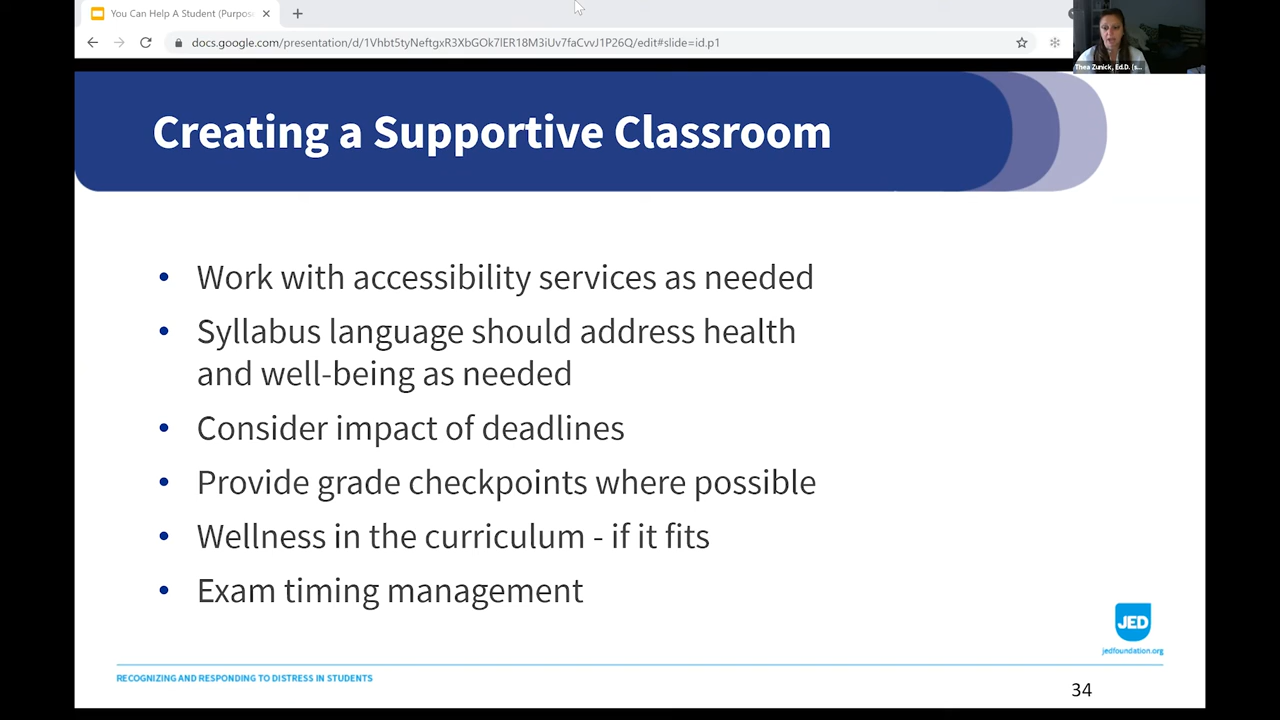 You Can Help A Student (Purpos
docs.google.com/presentation/d/
edit#slide=id.p1
Thea Zunick, Ed.D. (s...
Creating a Supportive Classroom
• Work with accessibility services as needed
• Syllabus language should address health
and well-being as needed
• Consider impact of deadlines
• Provide grade checkpoints where possible
• Wellness in the curriculum - if it fits
• Exam timing management
JED
jedfoundation.org
RECOGNIZING AND RESPONDING TO DISTRESS IN STUDENTS
34